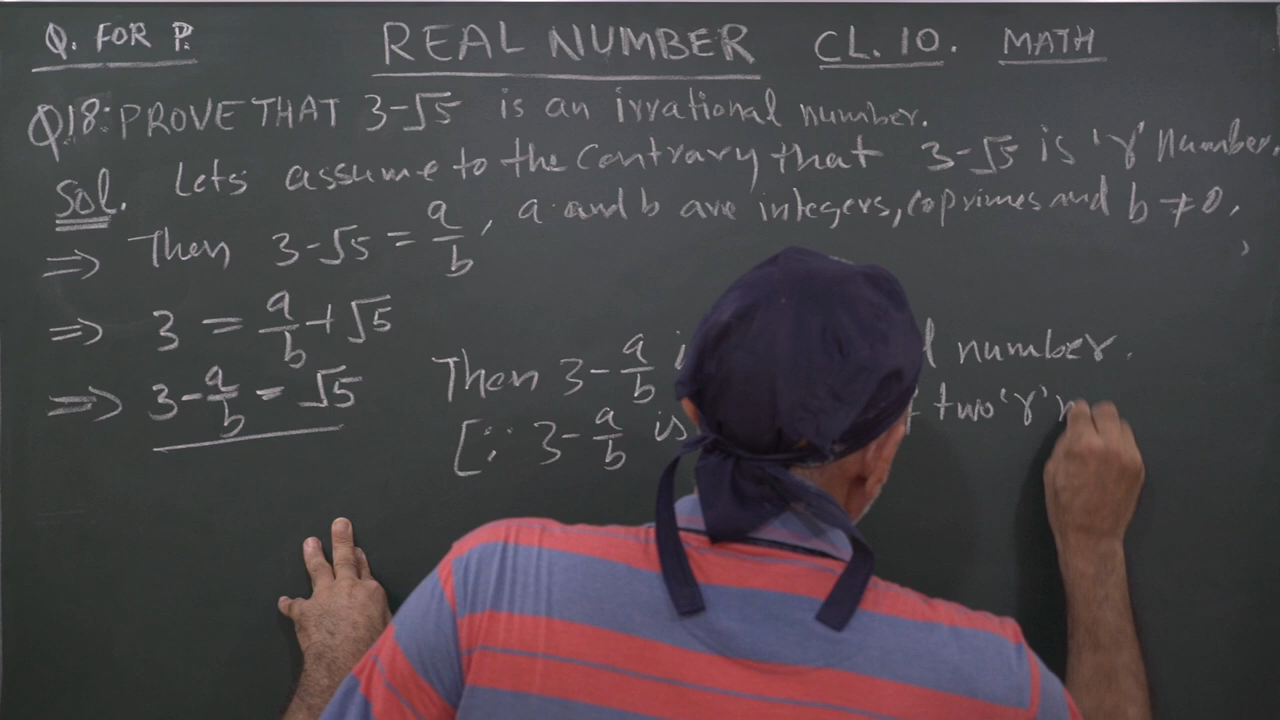 Q. FOR P. REAL NUMBER CL. 10. MATH
Q18: PROVE THAT 3-√5 is an irrational number.
Sol. Lets assume to the contrary that 3-√5 is 'r' number.
⇒ Then 3-√5 = a/b, a and b are integers, coprimes and b ≠ 0,
⇒ 3 = a/b + √5
⇒ 3 - a/b = √5
Then 3 - a/b number.
[∵ 3 - a/b is two 'r'